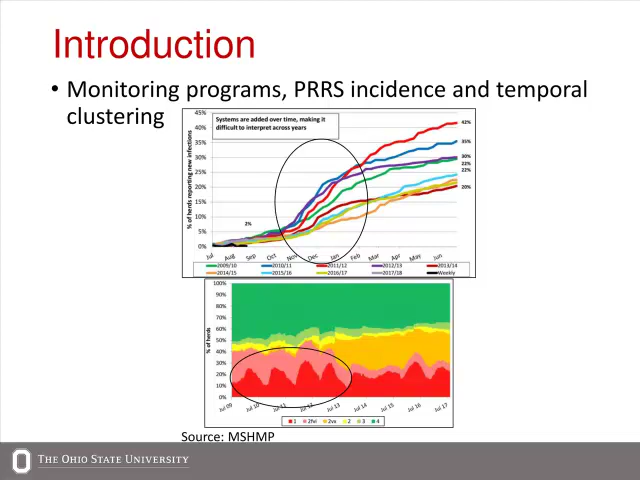 Introduction
• Monitoring programs, PRRS incidence and temporal
clustering
Systems are added over time, making it
difficult to interpret across years
% of herds reporting new infections
45%
40%
35%
30%
25%
20%
15%
10%
5%
0%
2%
42%
35%
30%
22%
20%
Jul Aug Sep Oct Nov Dec Jan Feb Mar Apr May Jun
2009/10 2010/11 2011/12 2012/13 2013/14
2014/15 2015/16 2016/17 2017/18 Weekly
% of herds
100%
90%
80%
70%
60%
50%
40%
30%
20%
10%
0%
Jul 09 Jul 10 Jul 11 Jul 12 Jul 13 Jul 14 Jul 15 Jul 16 Jul 17
1 2fvi 2vx 2 3 4
Source: MSHMP
THE OHIO STATE UNIVERSITY